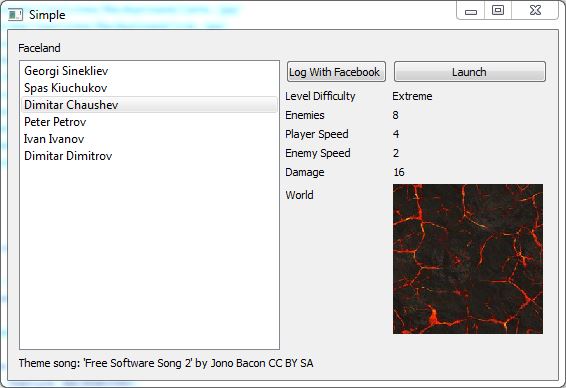 Simple
Faceland
Georgi Sinekliev
Spas Kiuchukov
Dimitar Chaushev
Peter Petrov
Ivan Ivanov
Dimitar Dimitrov
Log With Facebook
Launch
Level Difficulty Extreme
Enemies 8
Player Speed 4
Enemy Speed 2
Damage 16
World
Theme song: 'Free Software Song 2' by Jono Bacon CC BY SA